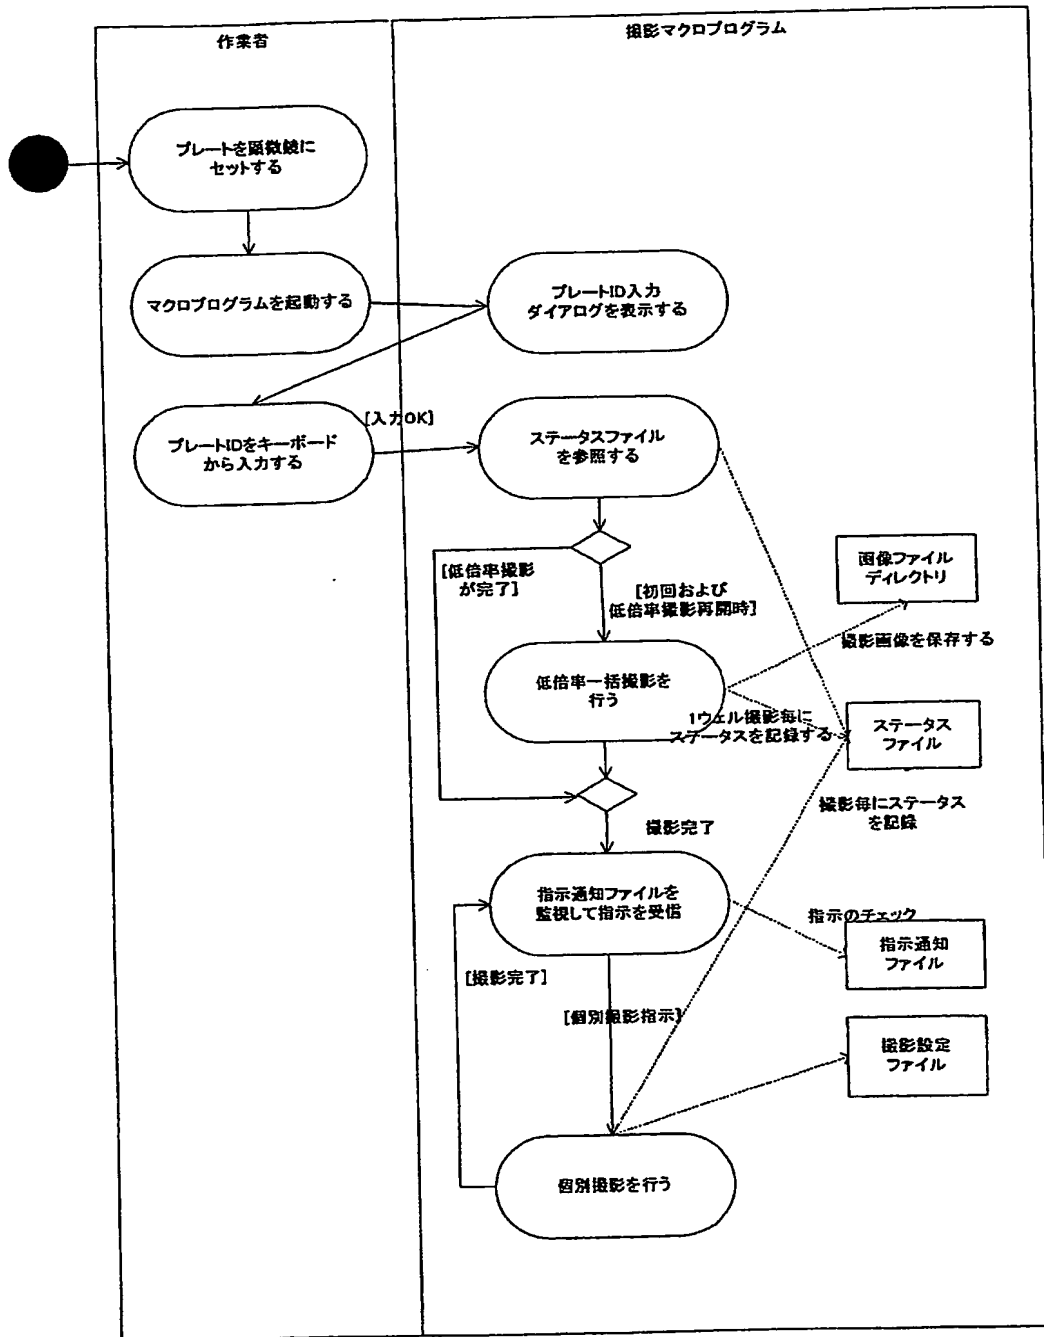 作業者
撮影マクロプログラム
プレートを顕微鏡に
セットする
マクロプログラムを起動する
プレートID入力
ダイアログを表示する
プレートIDをキーボード
から入力する
[入力OK]
ステータスファイル
を参照する
[低倍率撮影
が完了]
[初回および
低倍率撮影再開時]
画像ファイル
ディレクトリ
撮影画像を保存する
低倍率一括撮影を
行う
1ウェル撮影毎に
ステータスを記録する
ステータス
ファイル
撮影毎にステータス
を記録
撮影完了
指示通知ファイルを
監視して指示を受信
指示のチェック
指示通知
ファイル
[撮影完了]
[個別撮影指示]
撮影設定
ファイル
個別撮影を行う